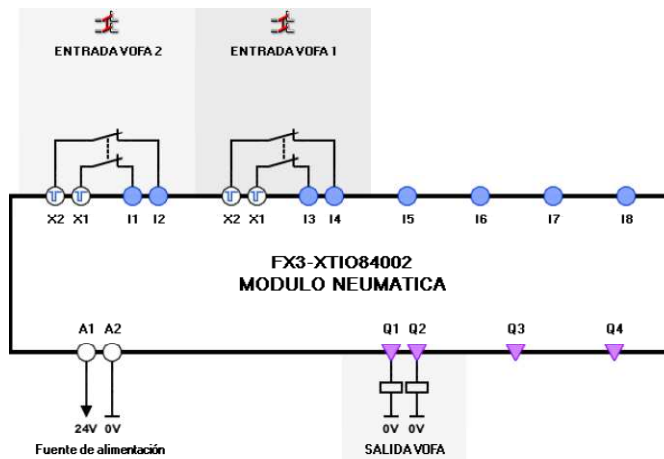 ENTRADA VOFA 2 ENTRADA VOFA 1
X2 X1 I1 I2 X2 X1 I3 I4 I5 I6 I7 I8
FX3-XTIO84002
MODULO NEUMATICA
A1 A2 Q1 Q2 Q3 Q4
24V 0V 0V 0V
Fuente de alimentación SALIDA VOFA